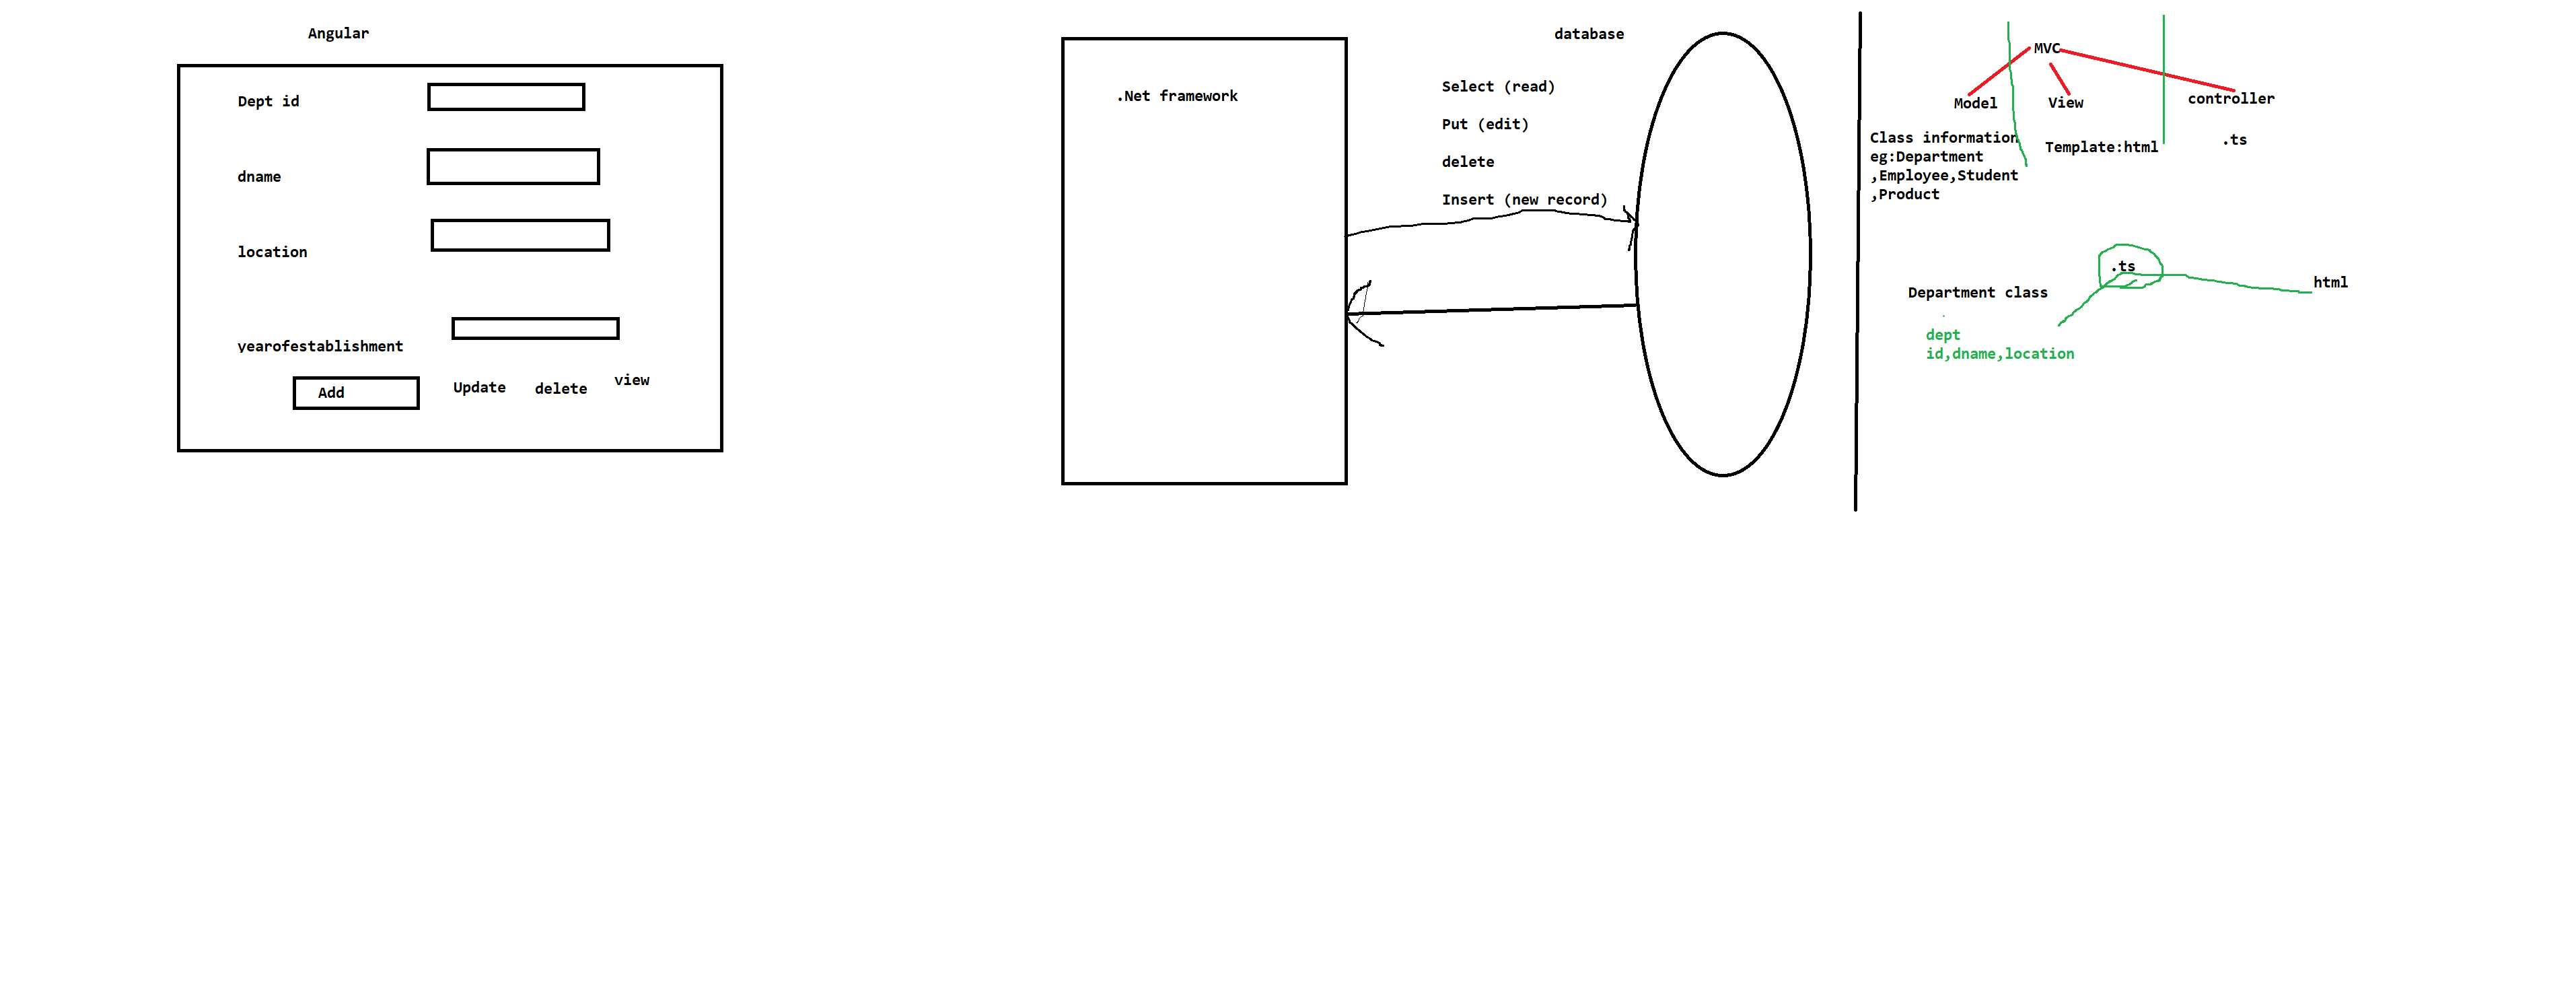 Angular
Dept id
dname
location
yearofestablishment
Add
Update
delete
view
.Net framework
database
Select (read)
Put (edit)
delete
Insert (new record)
MVC
Model
View
controller
Class information
eg:Department
,Employee,Student
,Product
Template:html
.ts
.ts
html
Department class
dept
id,dname,location